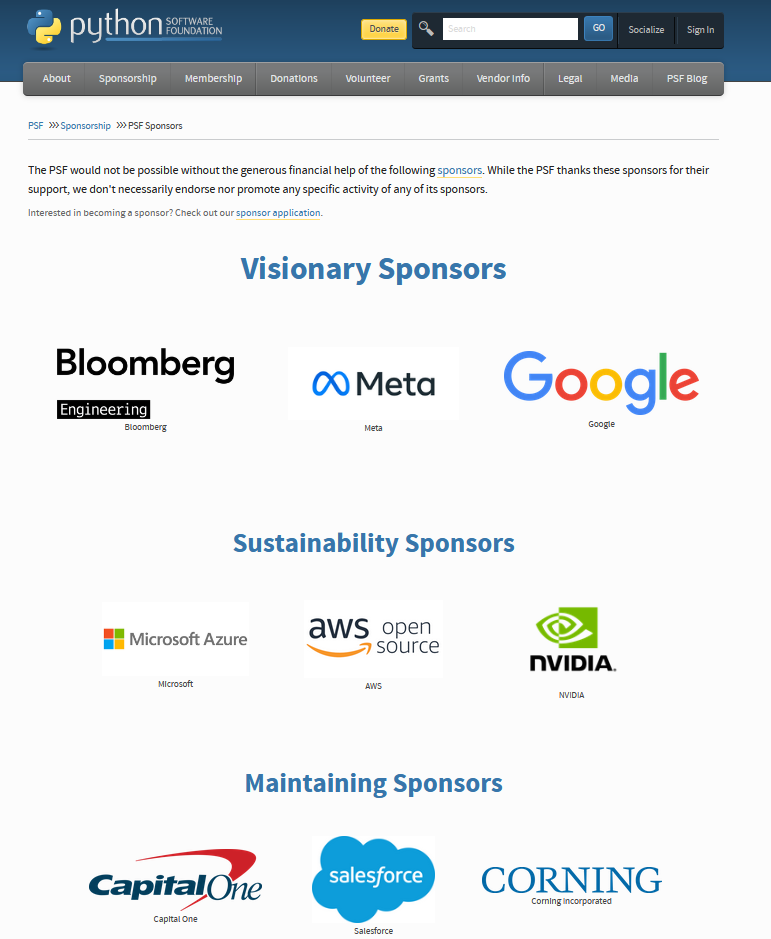 python SOFTWARE FOUNDATION
Donate
Search
GO
Socialize
Sign In
About Sponsorship Membership Donations Volunteer Grants Vendor Info Legal Media PSF Blog
PSF >>> Sponsorship >>> PSF Sponsors
The PSF would not be possible without the generous financial help of the following sponsors. While the PSF thanks these sponsors for their
support, we don't necessarily endorse nor promote any specific activity of any of its sponsors.
Interested in becoming a sponsor? Check out our sponsor application.
Visionary Sponsors
Bloomberg
Engineering
Bloomberg
Meta
Meta
Google
Google
Sustainability Sponsors
Microsoft Azure
Microsoft
aws open source
AWS
NVIDIA.
NVIDIA
Maintaining Sponsors
Capital One
Capital One
salesforce
Salesforce
CORNING
Corning Incorporated